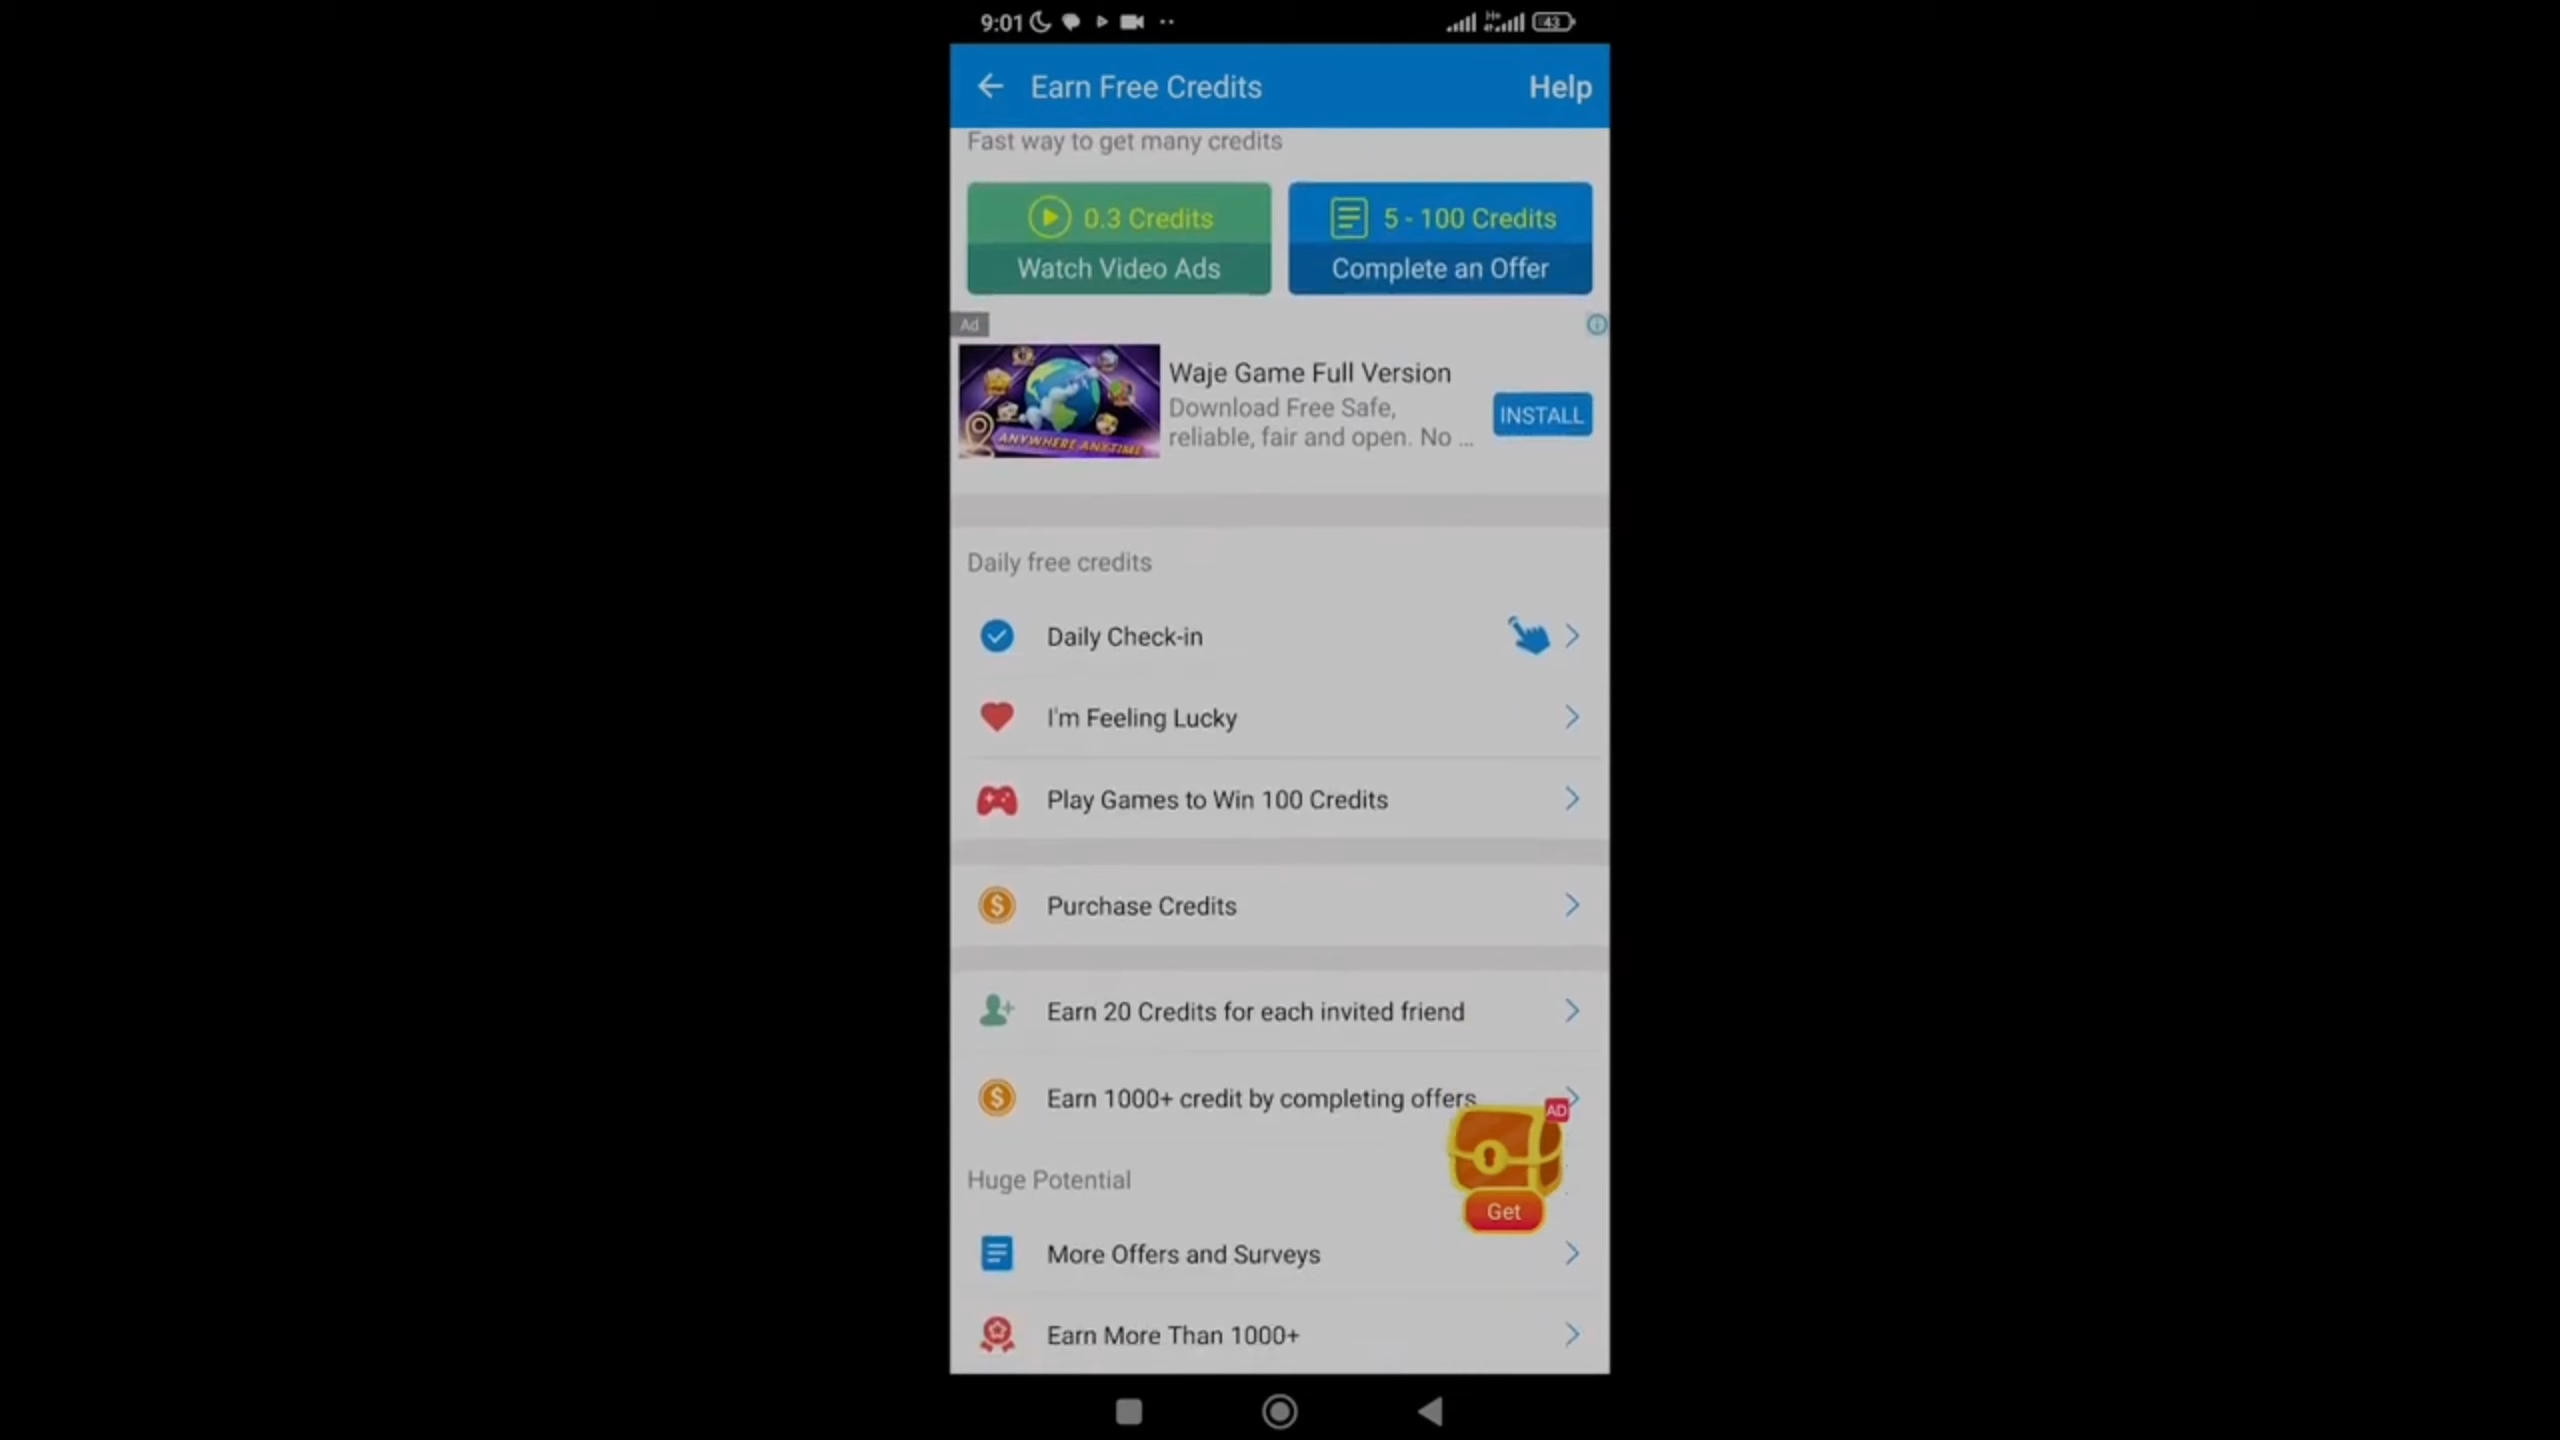 9:01
H+
43
Earn Free Credits
Help
Fast way to get many credits
0.3 Credits
Watch Video Ads
5 - 100 Credits
Complete an Offer
Ad
ANYWHERE ANYTIME
Waje Game Full Version
Download Free Safe,
reliable, fair and open. No ...
INSTALL
Daily free credits
Daily Check-in
I'm Feeling Lucky
Play Games to Win 100 Credits
Purchase Credits
Earn 20 Credits for each invited friend
Earn 1000+ credit by completing offers
AD
Get
Huge Potential
More Offers and Surveys
Earn More Than 1000+